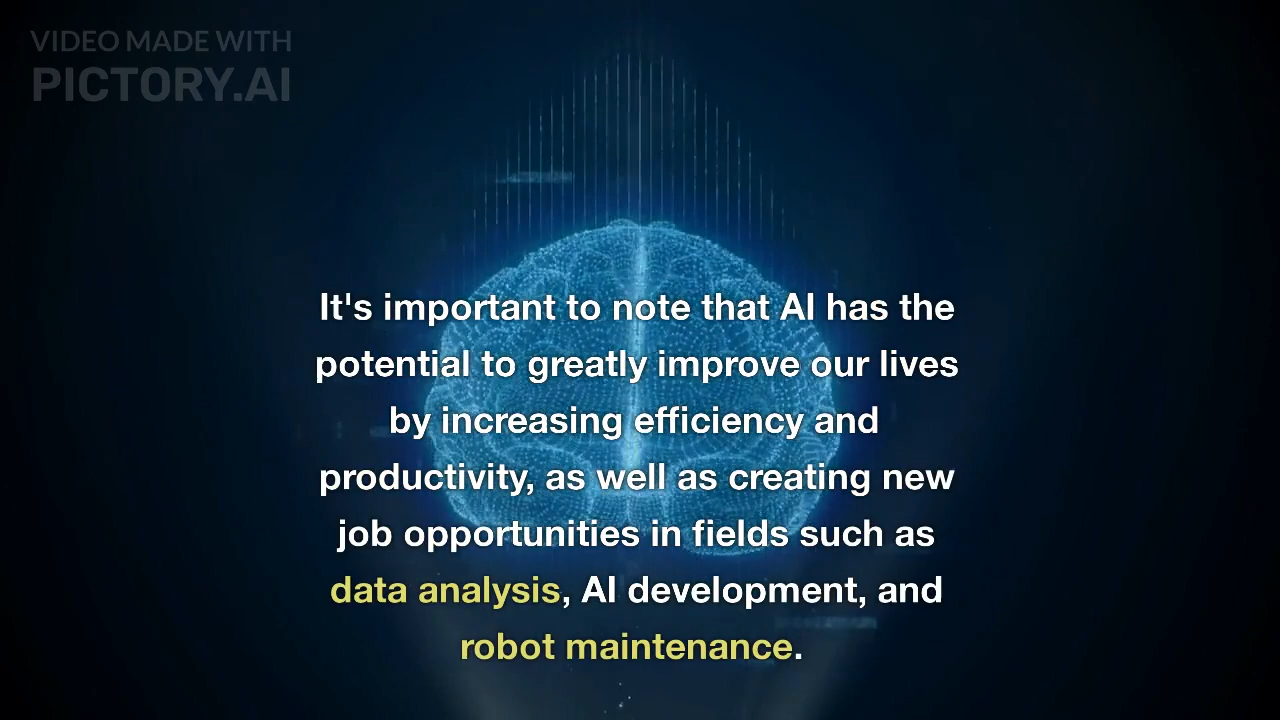 VIDEO MADE WITH
PICTORY.AI
It's important to note that AI has the
potential to greatly improve our lives
by increasing efficiency and
productivity, as well as creating new
job opportunities in fields such as
data analysis, AI development, and
robot maintenance.